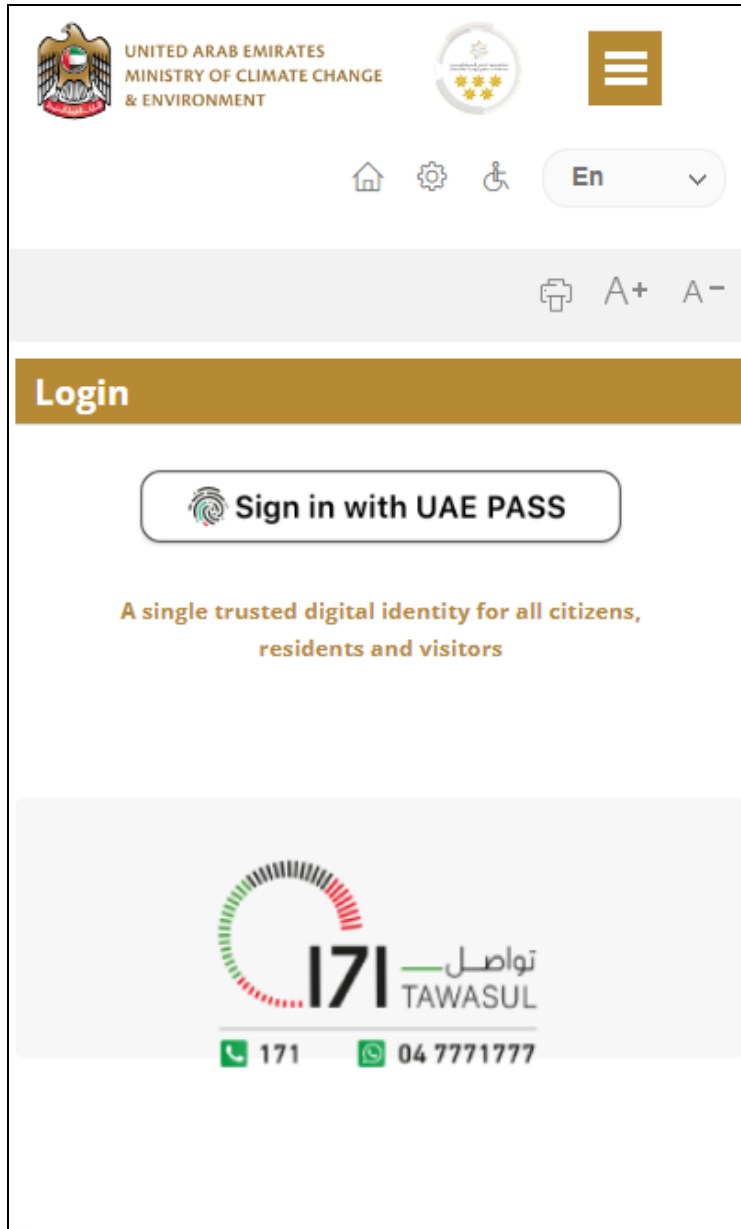 UNITED ARAB EMIRATES
MINISTRY OF CLIMATE CHANGE
& ENVIRONMENT
En
A+ A-
Login
Sign in with UAE PASS
A single trusted digital identity for all citizens,
residents and visitors
171 تواصل
TAWASUL
171 04 7771777